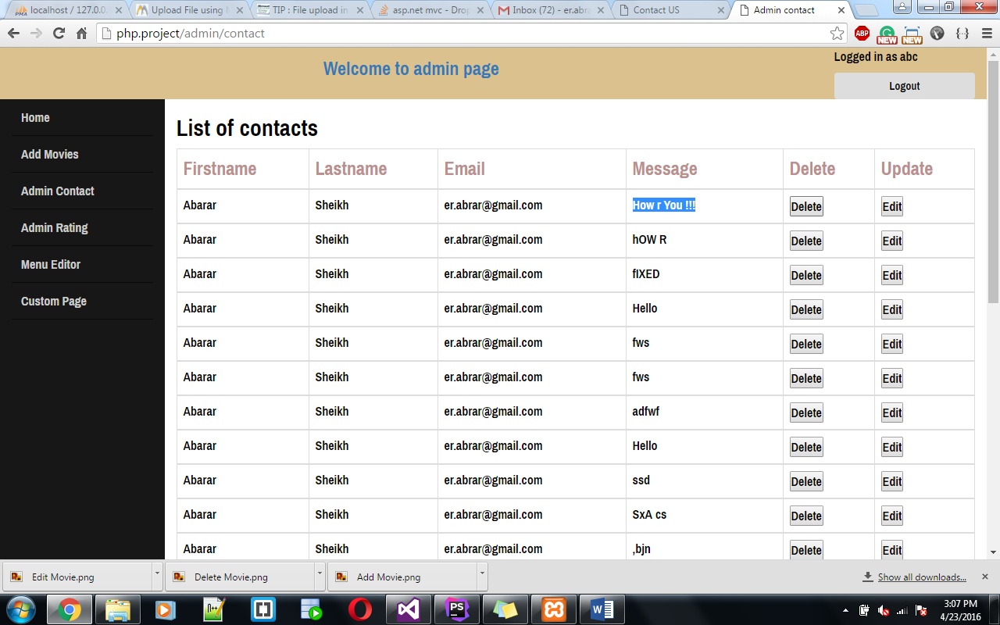 localhost / 127.0.0. Upload File using M TIP : File upload in asp.net mvc - Drop Inbox (72) - er.abra Contact US Admin contact
php.project/admin/contact
ABP NEW NEW
Welcome to admin page
Logged in as abc
Logout
Home
Add Movies
Admin Contact
Admin Rating
Menu Editor
Custom Page
List of contacts
Firstname Lastname Email Message Delete Update
Abarar Sheikh er.abrar@gmail.com How r You !!! Delete Edit
Abarar Sheikh er.abrar@gmail.com hOW R Delete Edit
Abarar Sheikh er.abrar@gmail.com fIXED Delete Edit
Abarar Sheikh er.abrar@gmail.com Hello Delete Edit
Abarar Sheikh er.abrar@gmail.com fws Delete Edit
Abarar Sheikh er.abrar@gmail.com fws Delete Edit
Abarar Sheikh er.abrar@gmail.com adfwf Delete Edit
Abarar Sheikh er.abrar@gmail.com Hello Delete Edit
Abarar Sheikh er.abrar@gmail.com ssd Delete Edit
Abarar Sheikh er.abrar@gmail.com SxA cs Delete Edit
Abarar Sheikh er.abrar@gmail.com ,bjn Delete Edit
Edit Movie.png Delete Movie.png Add Movie.png Show all downloads...
3:07 PM
4/23/2016